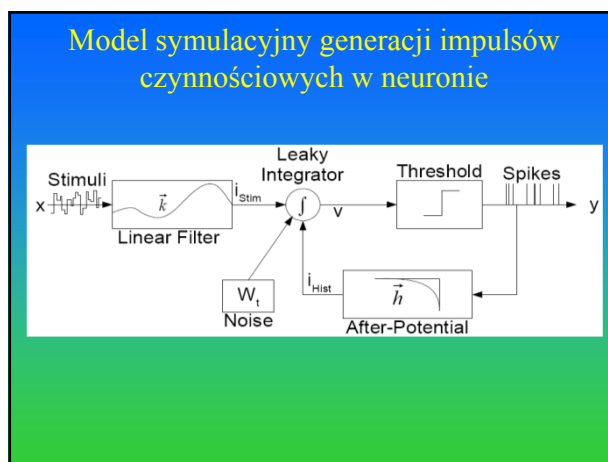 Model symulacyjny generacji impulsów
czynnościowych w neuronie
Stimuli
x
k
i Stim
Linear Filter
Leaky
Integrator
∫
v
Threshold
Spikes
y
W t
Noise
i Hist
h
After-Potential